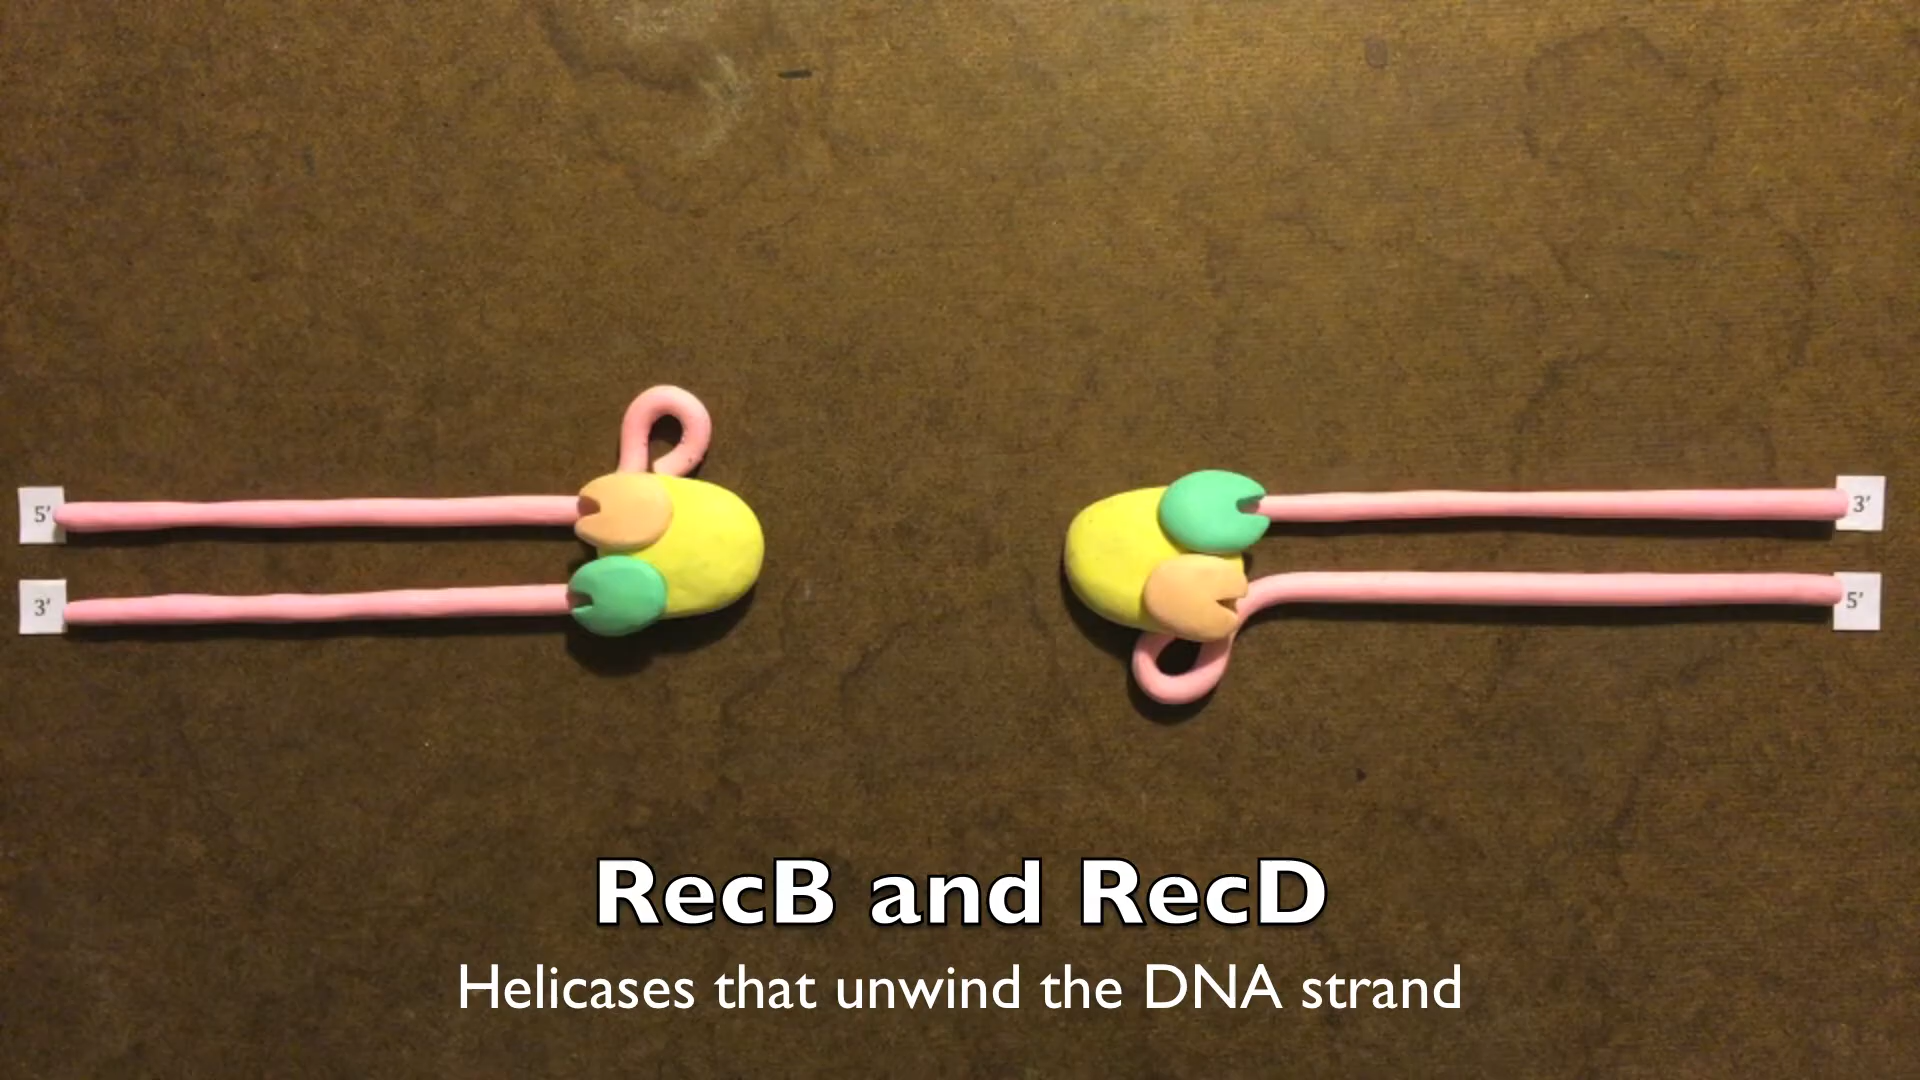 5’
3’
3’
5’
RecB and RecD
Helicases that unwind the DNA strand